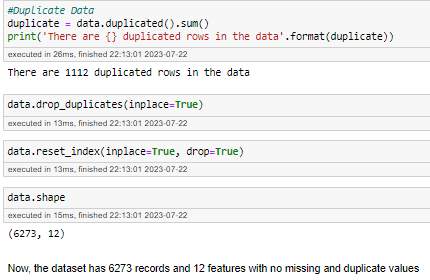 #Duplicate Data
duplicate = data.duplicated().sum()
print('There are {} duplicated rows in the data'.format(duplicate))
executed in 26ms, finished 22:13:01 2023-07-22
There are 1112 duplicated rows in the data
data.drop_duplicates(inplace=True)
executed in 13ms, finished 22:13:01 2023-07-22
data.reset_index(inplace=True, drop=True)
executed in 13ms, finished 22:13:01 2023-07-22
data.shape
executed in 15ms, finished 22:13:01 2023-07-22
(6273, 12)
Now, the dataset has 6273 records and 12 features with no missing and duplicate values